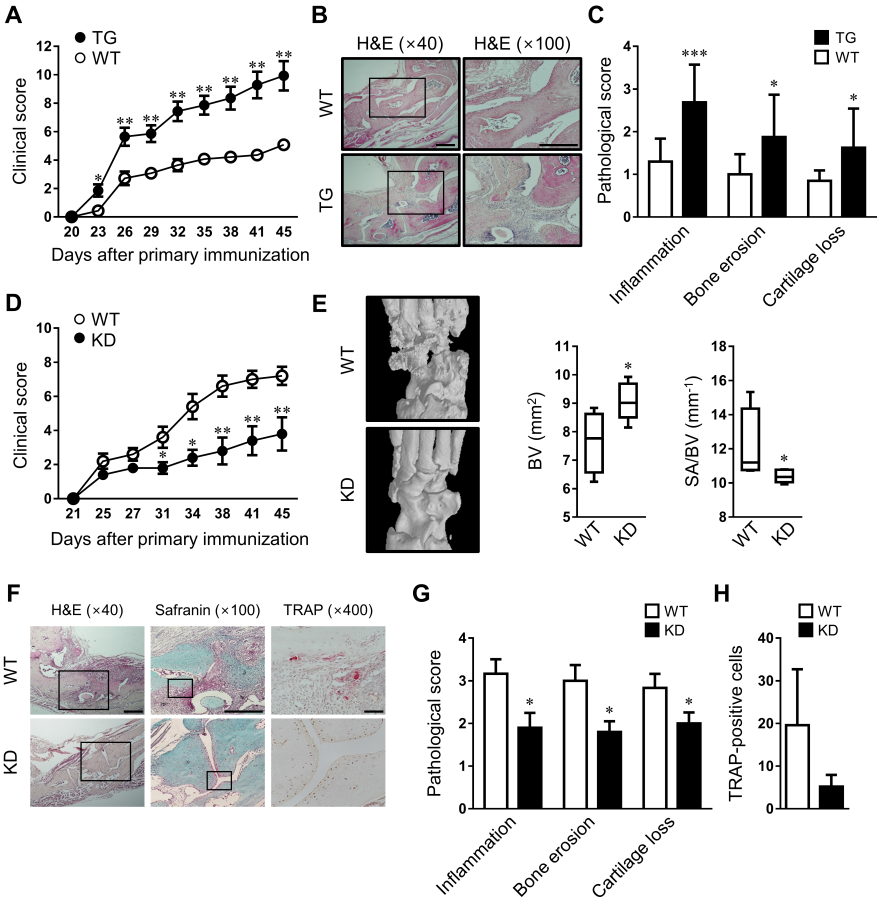 A
TG
WT
Clinical score
12
10
8
6
4
2
0
* ** ** ** ** ** ** **
20 23 26 29 32 35 38 41 45
Days after primary immunization
B
H&E (×40) H&E (×100)
WT
TG
C
TG
WT
Pathological score
4
3
2
1
0
*** * *
Inflammation Bone erosion Cartilage loss
D
WT
KD
Clinical score
10
8
6
4
2
0
* * ** ** **
21 25 27 31 34 38 41 45
Days after primary immunization
E
WT
KD
BV (mm²)
11
10
9
8
7
6
5
*
WT KD
SA/BV (mm⁻¹)
18
16
14
12
10
8
*
WT KD
F
H&E (×40) Safranin (×100) TRAP (×400)
WT
KD
G
WT
KD
Pathological score
4
3
2
1
0
* * *
Inflammation Bone erosion Cartilage loss
H
WT
KD
TRAP-positive cells
40
30
20
10
0